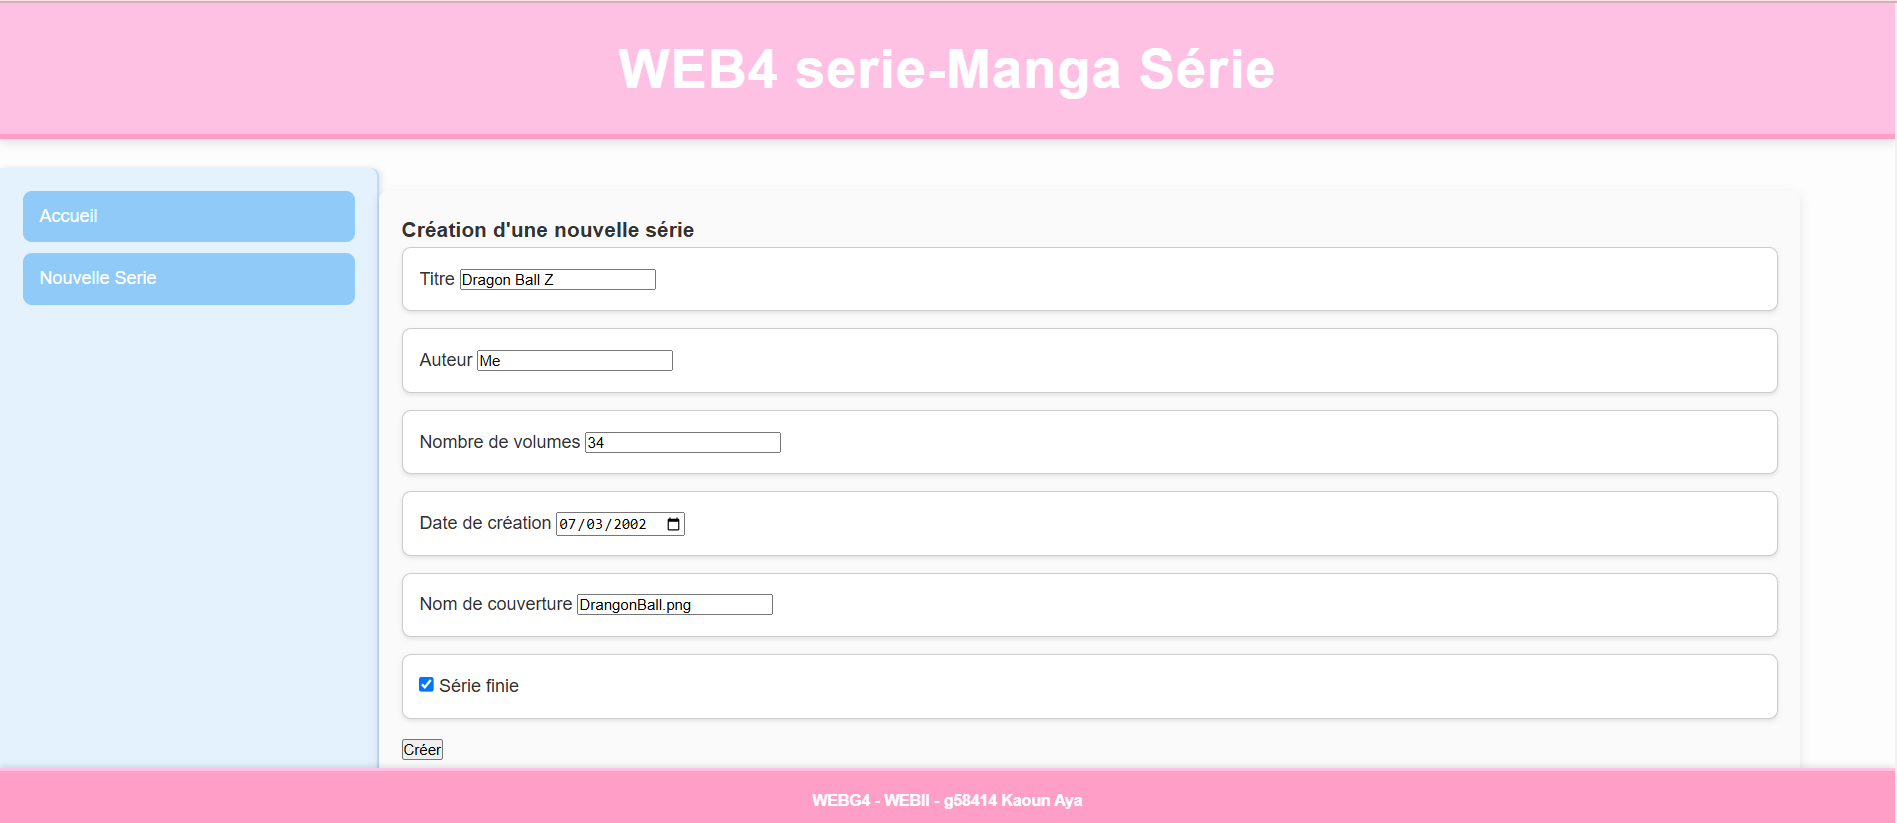 WEB4 serie-Manga Série
Accueil
Nouvelle Serie
Création d'une nouvelle série
Titre Dragon Ball Z
Auteur Me
Nombre de volumes 34
Date de création 07/03/2002
Nom de couverture DrangonBall.png
Série finie
Créer
WEBG4 - WEBII - g58414 Kaoun Aya